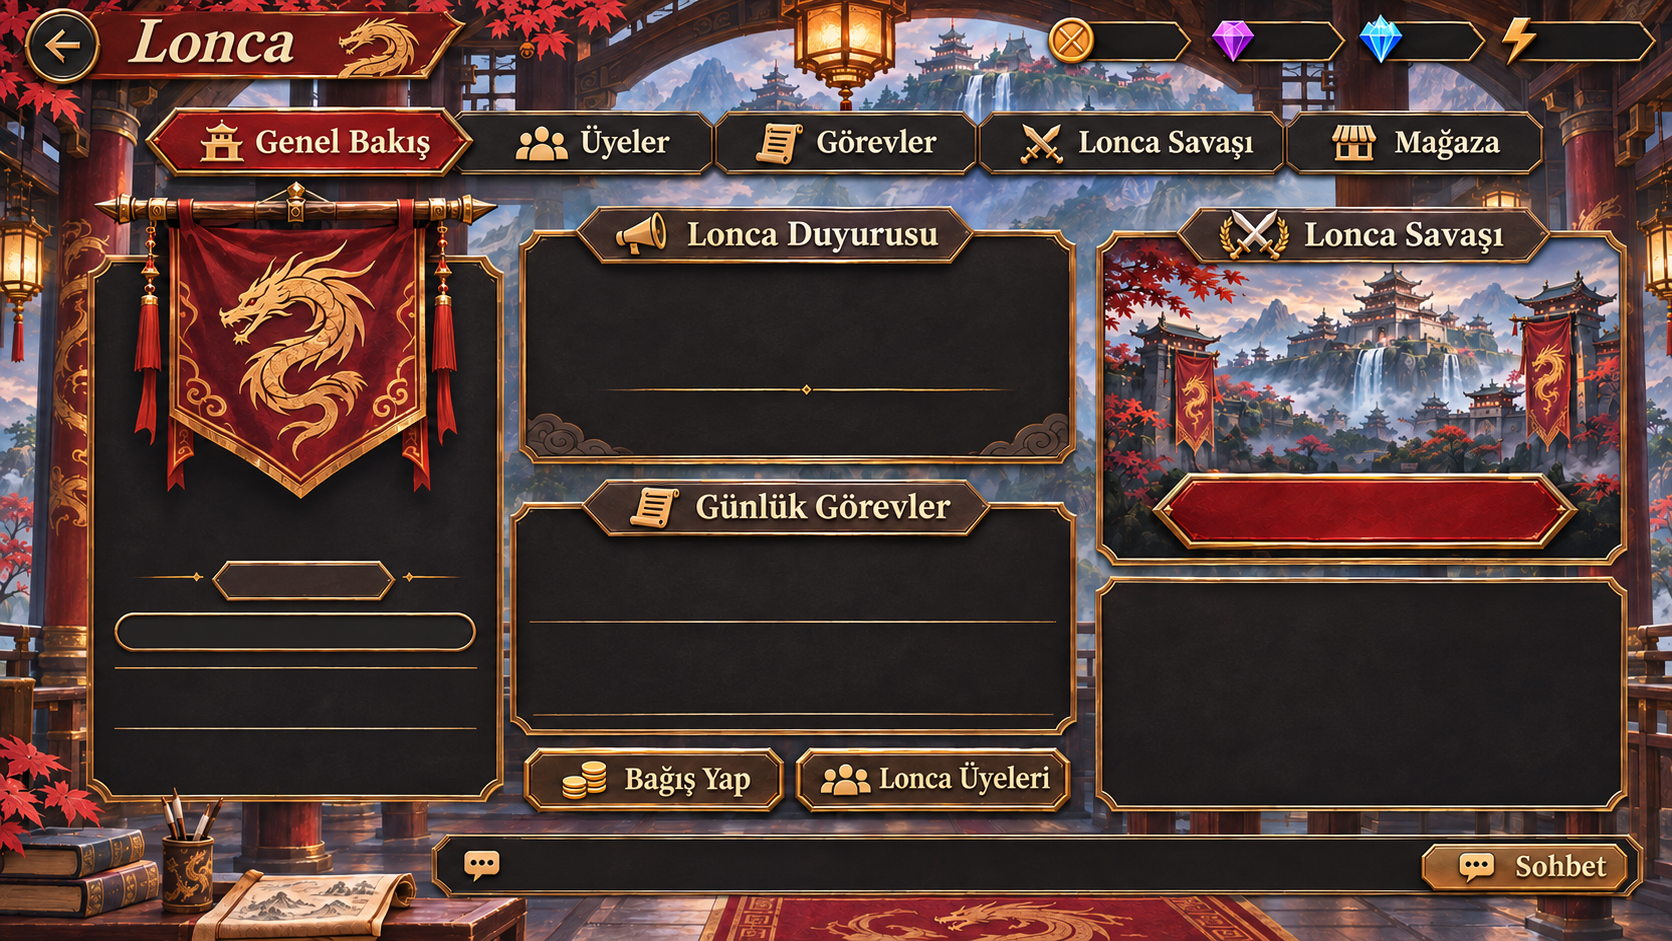 Lonca
Genel Bakış
Üyeler
Görevler
Lonca Savaşı
Mağaza
Lonca Duyurusu
Lonca Savaşı
Günlük Görevler
Bağış Yap
Lonca Üyeleri
Sohbet